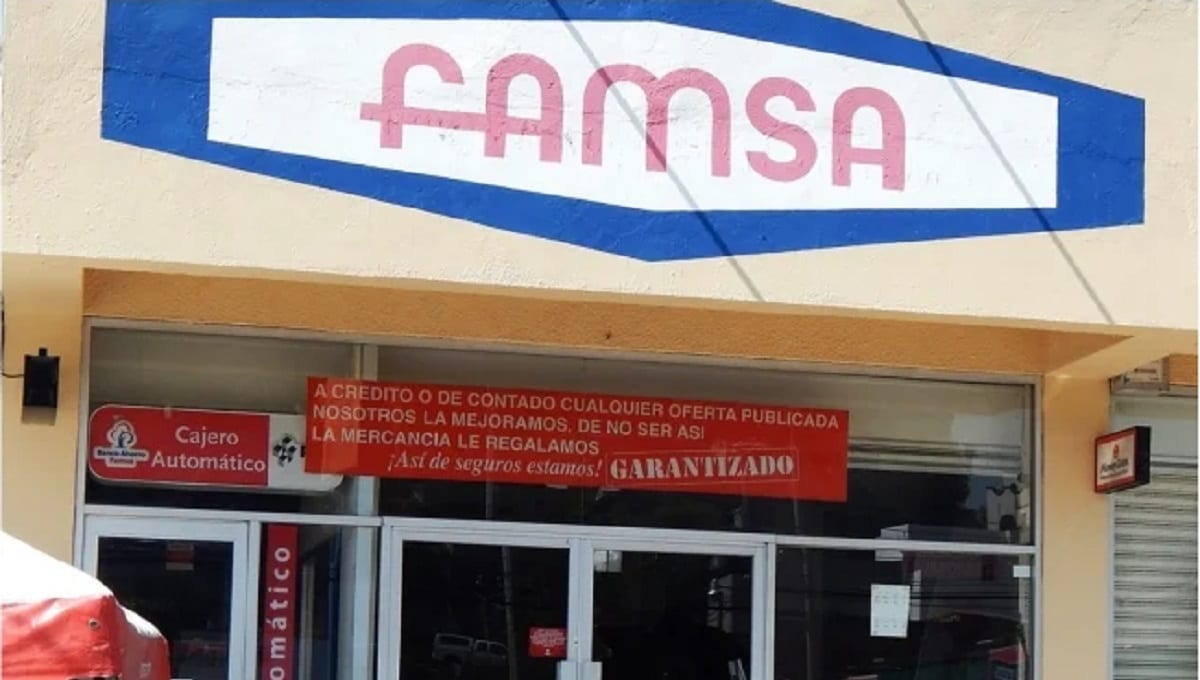 FAMSA
A CREDITO O DE CONTADO CUALQUIER OFERTA PUBLICADA
NOSOTROS LA MEJORAMOS, DE NO SER ASI
LA MERCANCIA LE REGALAMOS
¡Así de seguros estamos! GARANTIZADO
Cajero
Automático
Banco Ahorro
Famsa
omático